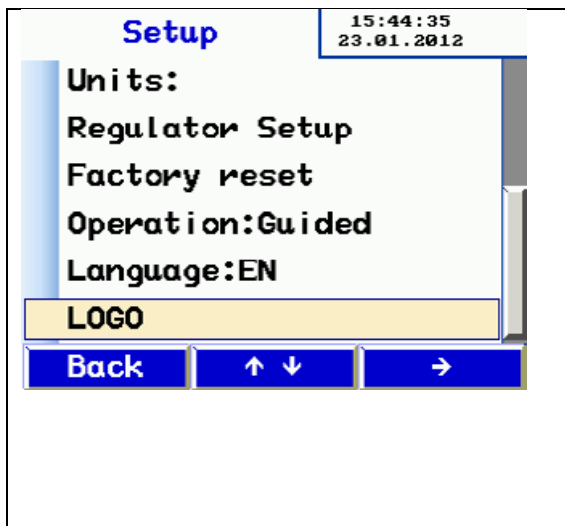 Setup
15:44:35
23.01.2012
Units:
Regulator Setup
Factory reset
Operation:Guided
Language:EN
LOGO
Back ↑ ↓ →